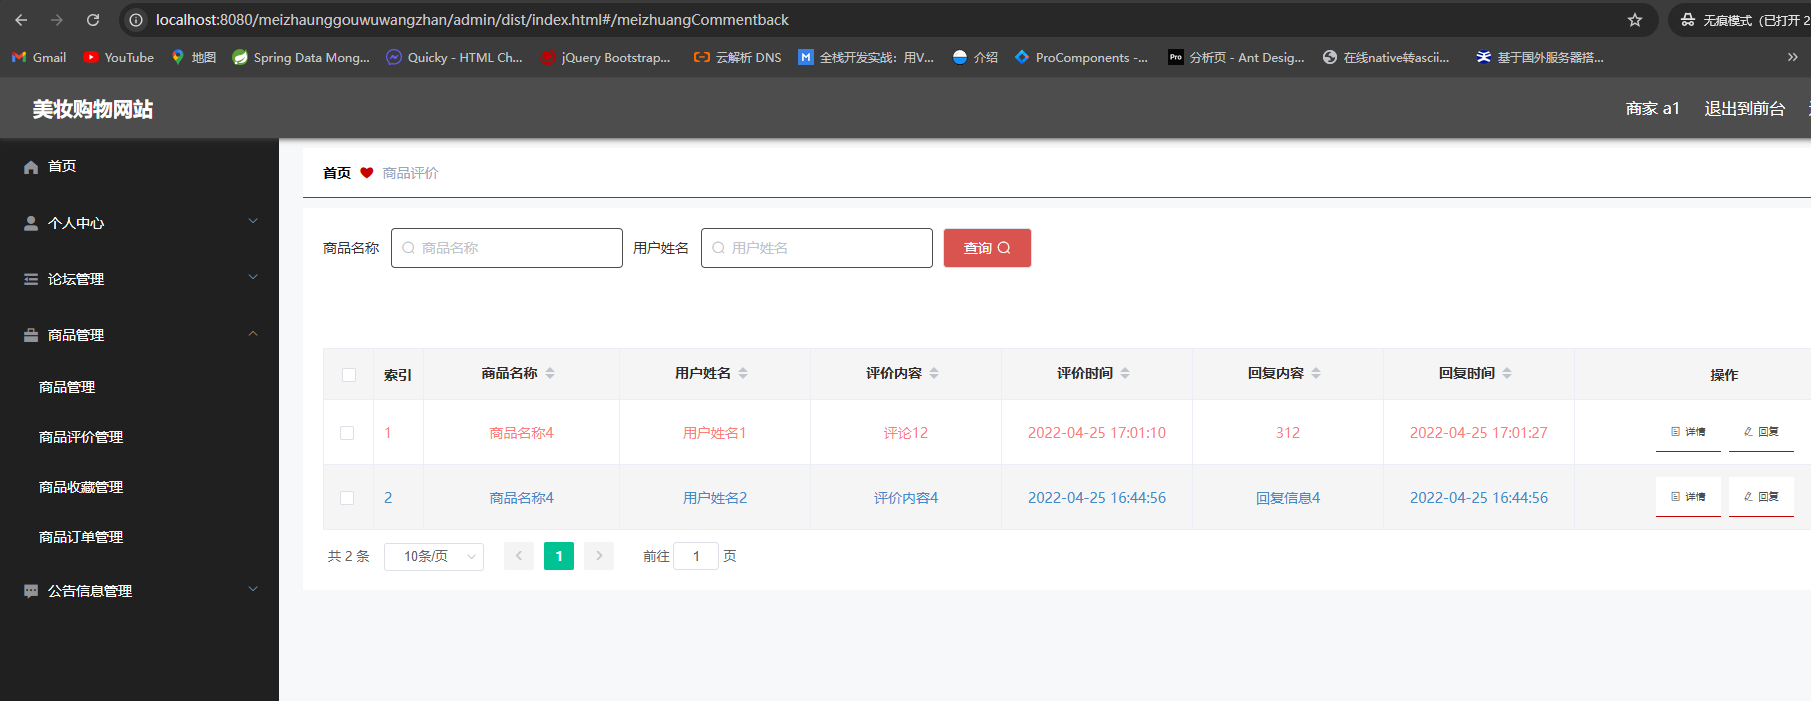 localhost:8080/meizhaunggouwuwangzhan/admin/dist/index.html#/meizhuangCommentback
无痕模式（已打开 2
Gmail YouTube 地图 Spring Data Mong... Quicky - HTML Ch... jQuery Bootstrap... 云解析 DNS 全栈开发实战：用V... 介绍 ProComponents -... Pro 分析页 - Ant Desig... 在线native转ascii... 基于国外服务器搭... »
美妆购物网站
商家 a1 退出到前台
首页
个人中心
论坛管理
商品管理
商品管理
商品评价管理
商品收藏管理
商品订单管理
公告信息管理
首页 商品评价
商品名称 商品名称 用户姓名 用户姓名 查询
索引 商品名称 用户姓名 评价内容 评价时间 回复内容 回复时间 操作
1 商品名称4 用户姓名1 评论12 2022-04-25 17:01:10 312 2022-04-25 17:01:27 详情 回复
2 商品名称4 用户姓名2 评价内容4 2022-04-25 16:44:56 回复信息4 2022-04-25 16:44:56 详情 回复
共 2 条 10条/页 1 前往 1 页